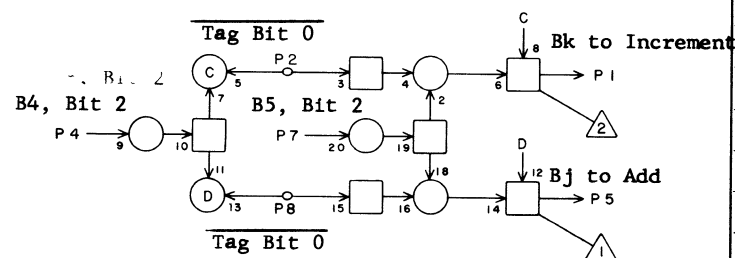 Tag Bit 0
C
P2
C
8
Bk to Increment
5
3
4
6
P1
7
2
B4, Bit 2
B5, Bit 2
P4
9
10
P7
20
19
2
11
18
D
12
Bj to Add
D
13
P8
15
16
14
P5
Tag Bit 0
1